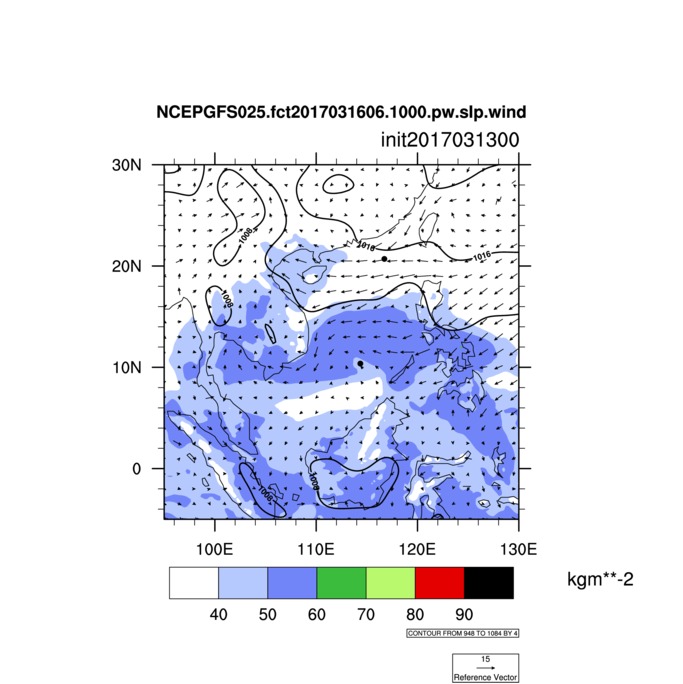 NCEPGFS025.fct2017031606.1000.pw.slp.wind
init2017031300
30N
1008
1016
1016
20N
1008
10N
0
1008
1008
100E
110E
120E
130E
kgm**-2
40
50
60
70
80
90
CONTOUR FROM 948 TO 1084 BY 4
15
Reference Vector